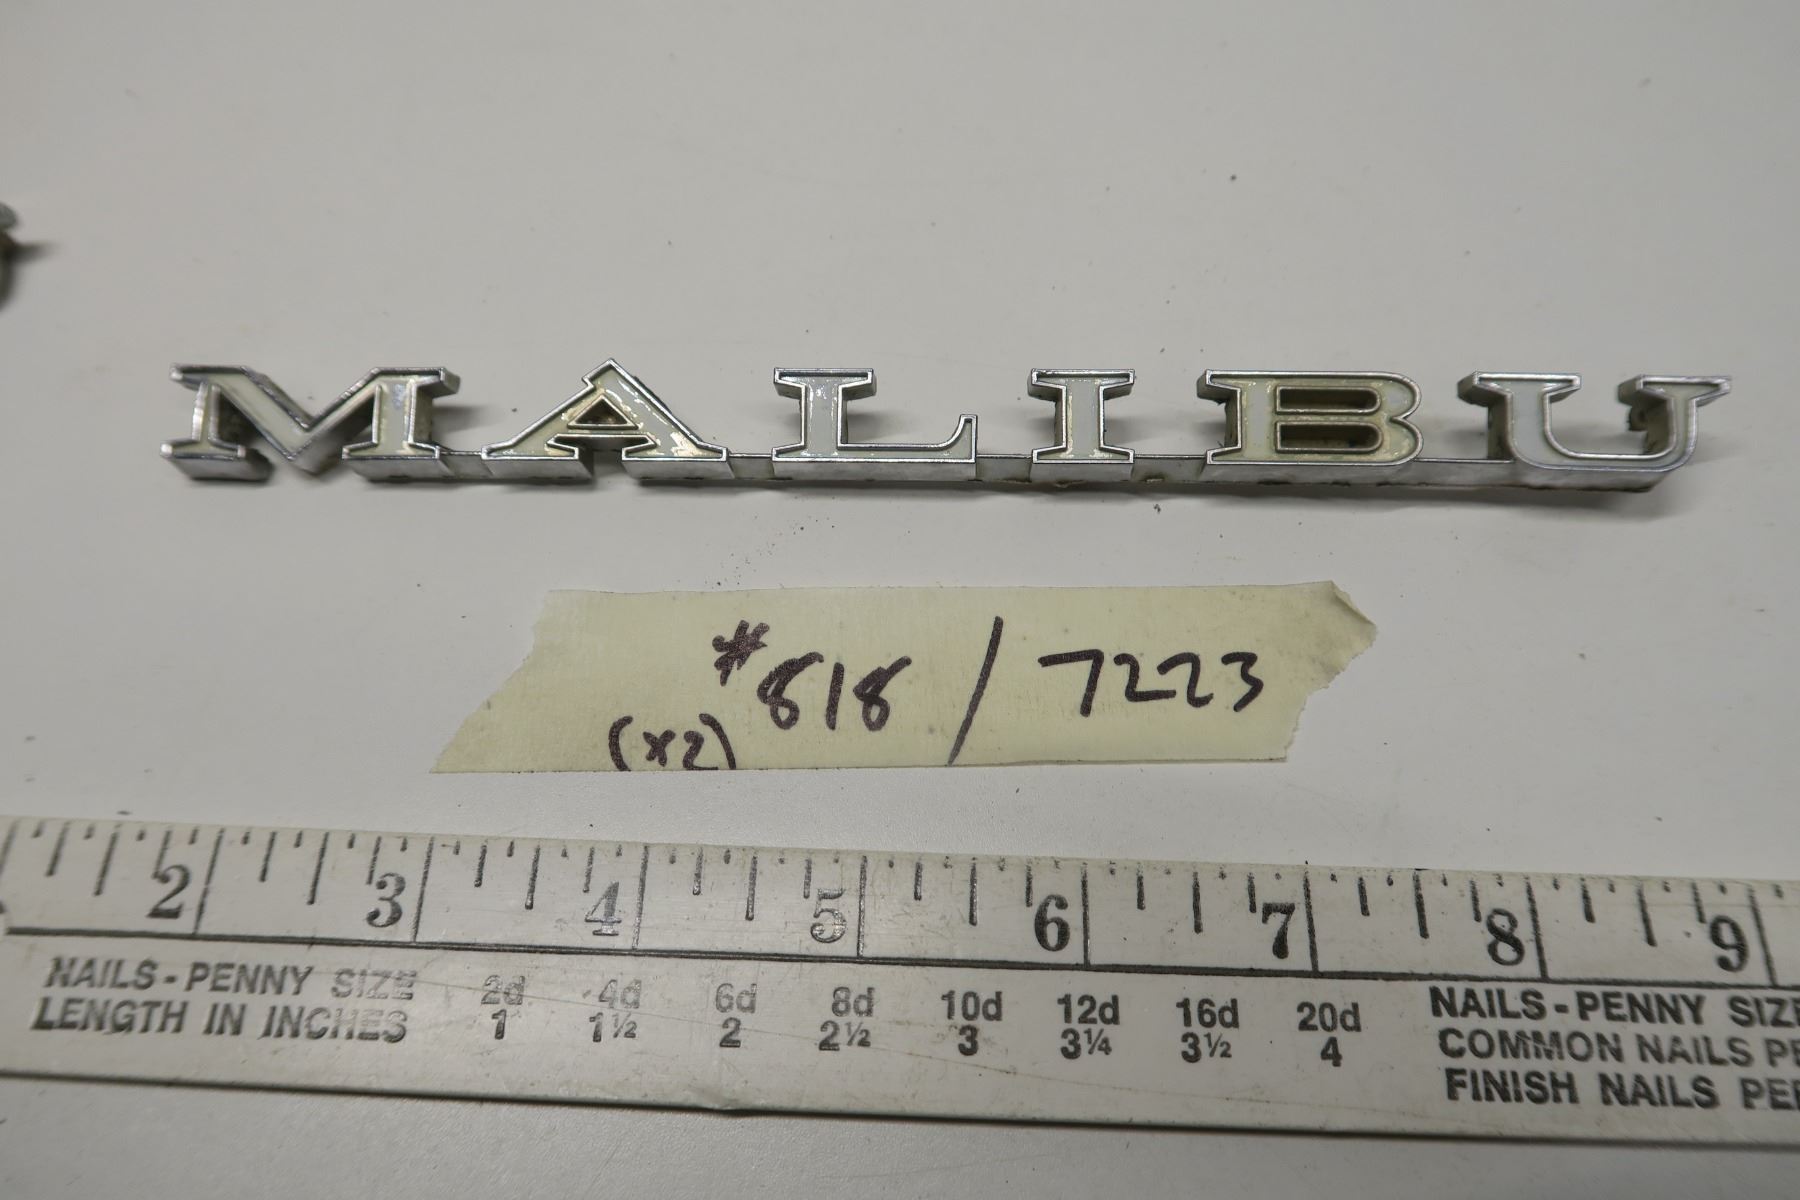 MALIBU
# 818 / 7223
(x2)
2 3 4 5 6 7 8 9
NAILS - PENNY SIZE 2d 4d 6d 8d 10d 12d 16d 20d NAILS - PENNY
LENGTH IN INCHES 1 1½ 2 2½ 3 3¼ 3½ 4 COMMON NAILS
FINISH NAILS